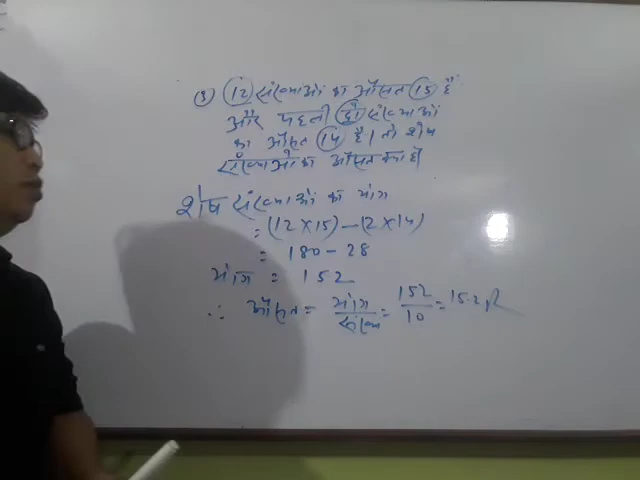 (3) 12 संख्याओं का औसत 15 है
और पहली दो संख्याओं
का औसत 14 है। तो शेष
संख्याओं का औसत क्या है
शेष संख्याओं का योग
= (12 × 15) – (2 × 14)
= 180 – 28
योग = 152
∴ औसत = योग/संख्या = 152/10 = 15.2